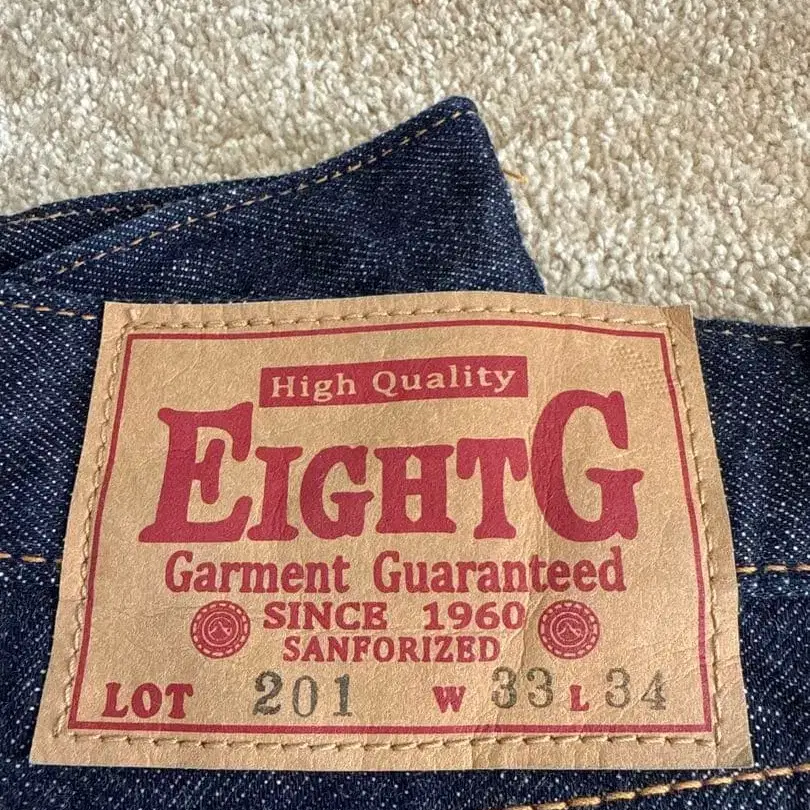 High Quality
EIGHTG
Garment Guaranteed
SINCE 1960
SANFORIZED
LOT 201 W 33 L 34